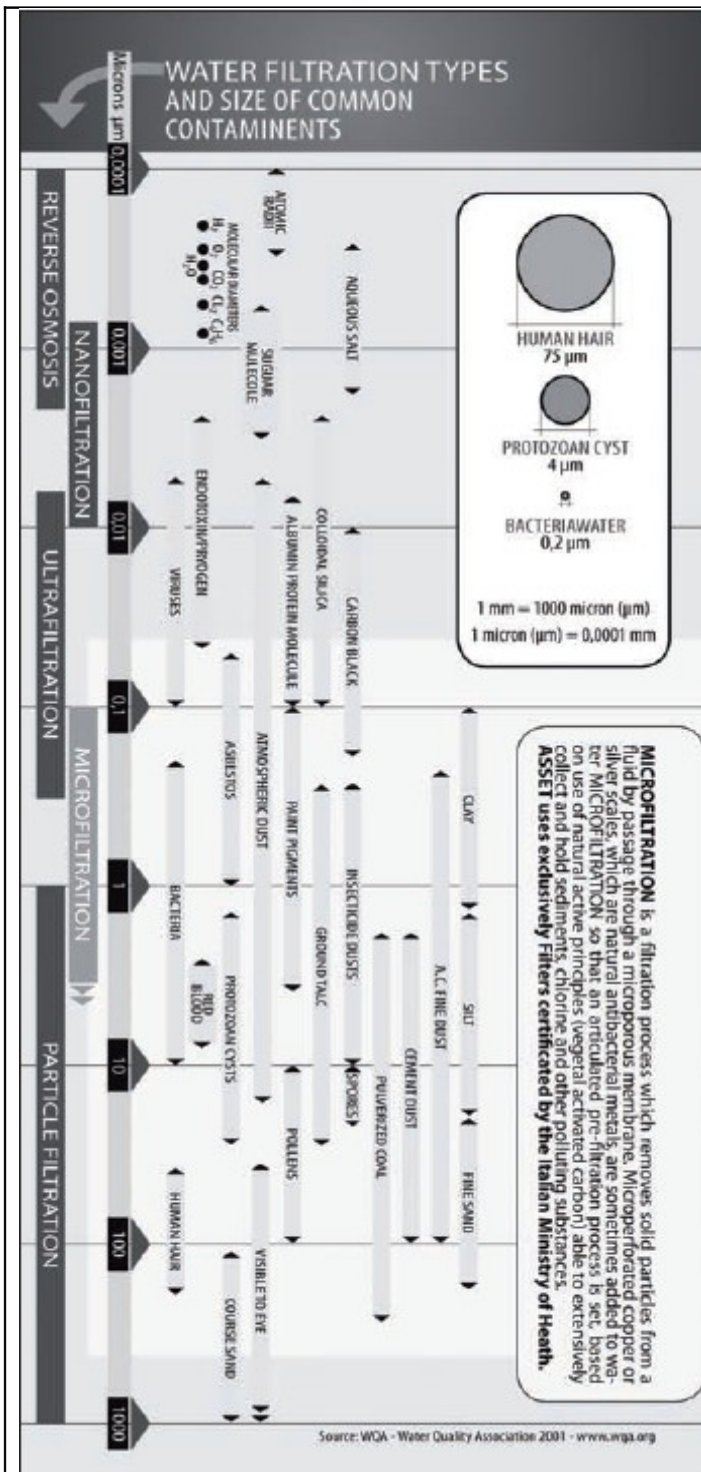 WATER FILTRATION TYPES
AND SIZE OF COMMON
CONTAMINENTS
HUMAN HAIR
75 µm
PROTOZOAN CYST
4 µm
BACTERIAWATER
0,2 µm
1 mm = 1000 micron (µm)
1 micron (µm) = 0,0001 mm
MICROFILTRATION is a filtration process which removes solid particles from a
fluid by passage through a microporous membrane. Microperforated copper or
silver scales, which are natural antibacterial metals, are sometimes added to wa-
ter MICROFILTRATION so that an articulated pre-filtration process is set, based
on use of natural active principles (vegetal activated carbon) able to extensively
collect and hold sediments, chlorine and other polluting substances.
ASSET uses exclusively Filters certificated by the Italian Ministry of Heath.
CLAY
SILT
FINE SAND
A.C. FINE DUST
CEMENT DUST
PULVERIZED COAL
AQUEOUS SALT
CARBON BLACK
INSECTICIDE DUSTS
SPORES
COLLOIDAL SILICA
GROUND TALC
ATOMIC
RADII
ALBUMIN PROTEIN MOLECULE
PAINT PIGMENTS
POLLENS
SUGUAR
MULECOLE
ATMOSPHERIC DUST
VISIBLE TO EYE
MOLECULAR DIAMETERS
H₂ O₂ CO₂ Cl₂
H₂O
ASBESTOS
PROTOZOAN CYSTS
COURSE SAND
ENDOTOXIN/PRYOGEN
RED
BLOOD
VIRUSES
BACTERIA
HUMAN HAIR
Microns µm
0,0001
0,001
0,01
0,1
1
10
100
1000
NANOFILTRATION
MICROFILTRATION
REVERSE OSMOSIS
ULTRAFILTRATION
PARTICLE FILTRATION
Source: WQA - Water Quality Association 2001 - www.wqa.org